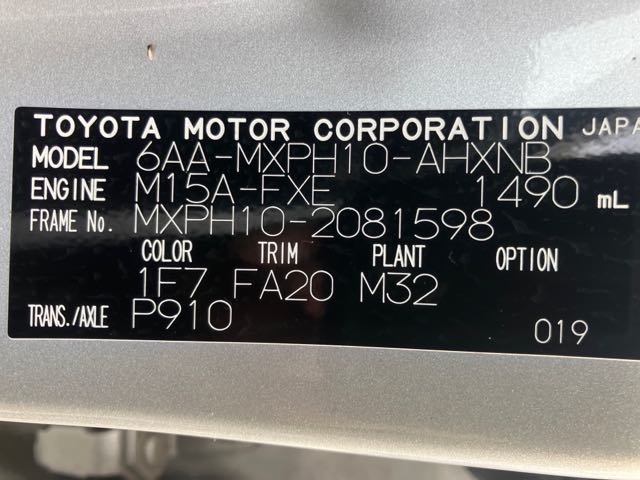 TOYOTA MOTOR CORPORATION JAPA
MODEL 6AA-MXPH10-AHXNB
ENGINE M15A-FXE 1490 mL
FRAME No. MXPH10-2081598
COLOR TRIM PLANT OPTION
1F7 FA20 M32
TRANS./AXLE P910
019